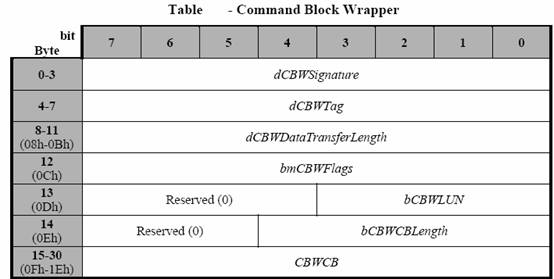 Table - Command Block Wrapper
bit
Byte 7 6 5 4 3 2 1 0
0-3 dCBWSignature
4-7 dCBWTag
8-11
(08h-0Bh) dCBWDataTransferLength
12
(0Ch) bmCBWFlags
13
(0Dh) Reserved (0) bCBWLUN
14
(0Eh) Reserved (0) bCBWCBLength
15-30
(0Fh-1Eh) CBWCB